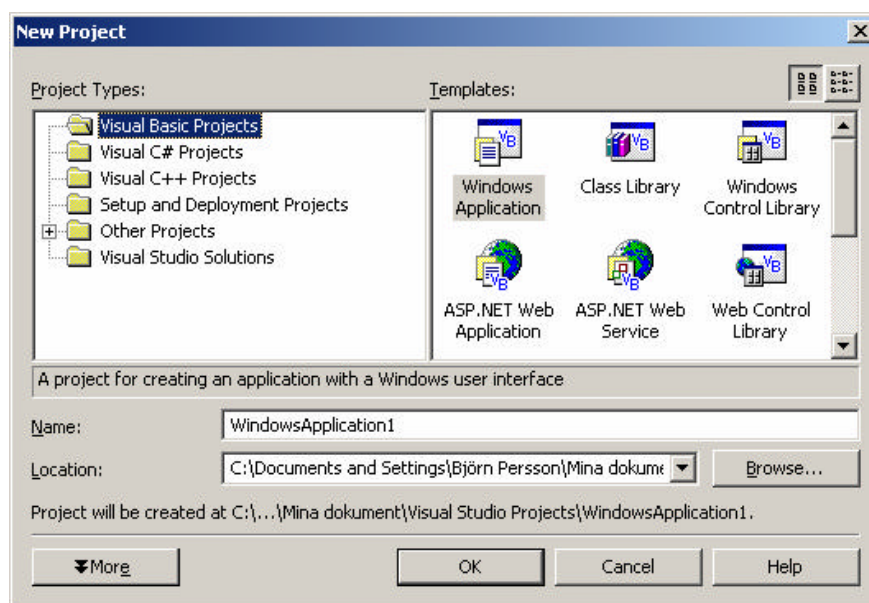 New Project
Project Types:
Templates:
Visual Basic Projects
Visual C# Projects
Visual C++ Projects
Setup and Deployment Projects
Other Projects
Visual Studio Solutions
Windows Application
Class Library
Windows Control Library
ASP.NET Web Application
ASP.NET Web Service
Web Control Library
A project for creating an application with a Windows user interface
Name:
WindowsApplication1
Location:
C:\Documents and Settings\Björn Persson\Mina dokume
Browse...
Project will be created at C:\...\Mina dokument\Visual Studio Projects\WindowsApplication1.
More
OK
Cancel
Help